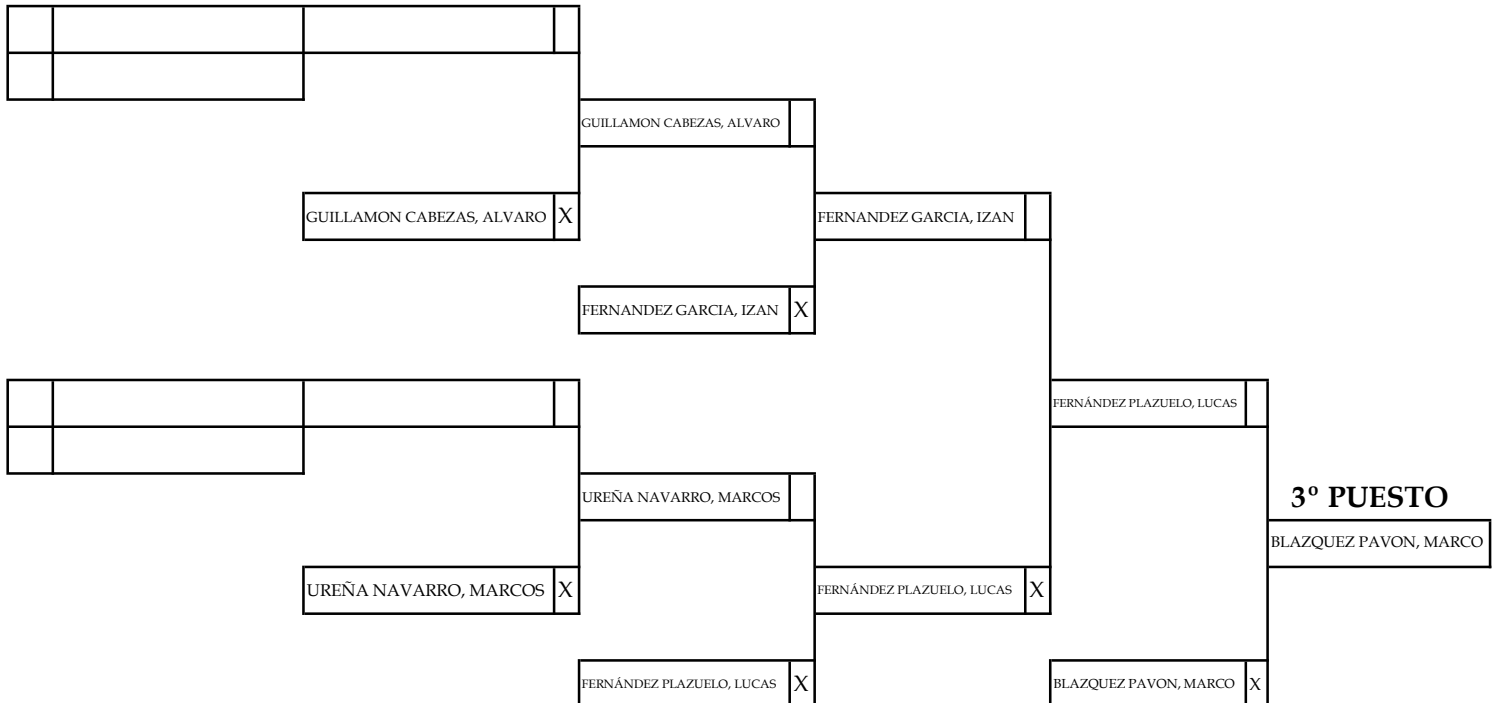 GUILLAMON CABEZAS, ALVARO
GUILLAMON CABEZAS, ALVARO X
FERNANDEZ GARCIA, IZAN
FERNANDEZ GARCIA, IZAN X
FERNÁNDEZ PLAZUELO, LUCAS
UREÑA NAVARRO, MARCOS
3º PUESTO
BLAZQUEZ PAVON, MARCO
UREÑA NAVARRO, MARCOS X
FERNÁNDEZ PLAZUELO, LUCAS X
FERNÁNDEZ PLAZUELO, LUCAS X
BLAZQUEZ PAVON, MARCO X